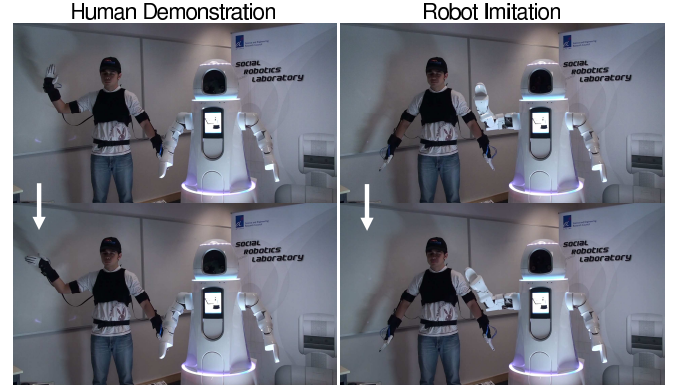 Human Demonstration
Robot Imitation
SOCIAL
ROBOTICS
LABORATORY
SOCIAL
ROBOTICS
LABORATORY
SOCIAL
ROBOTICS
LABORATORY
SOCIAL
ROBOTICS
LABORATORY